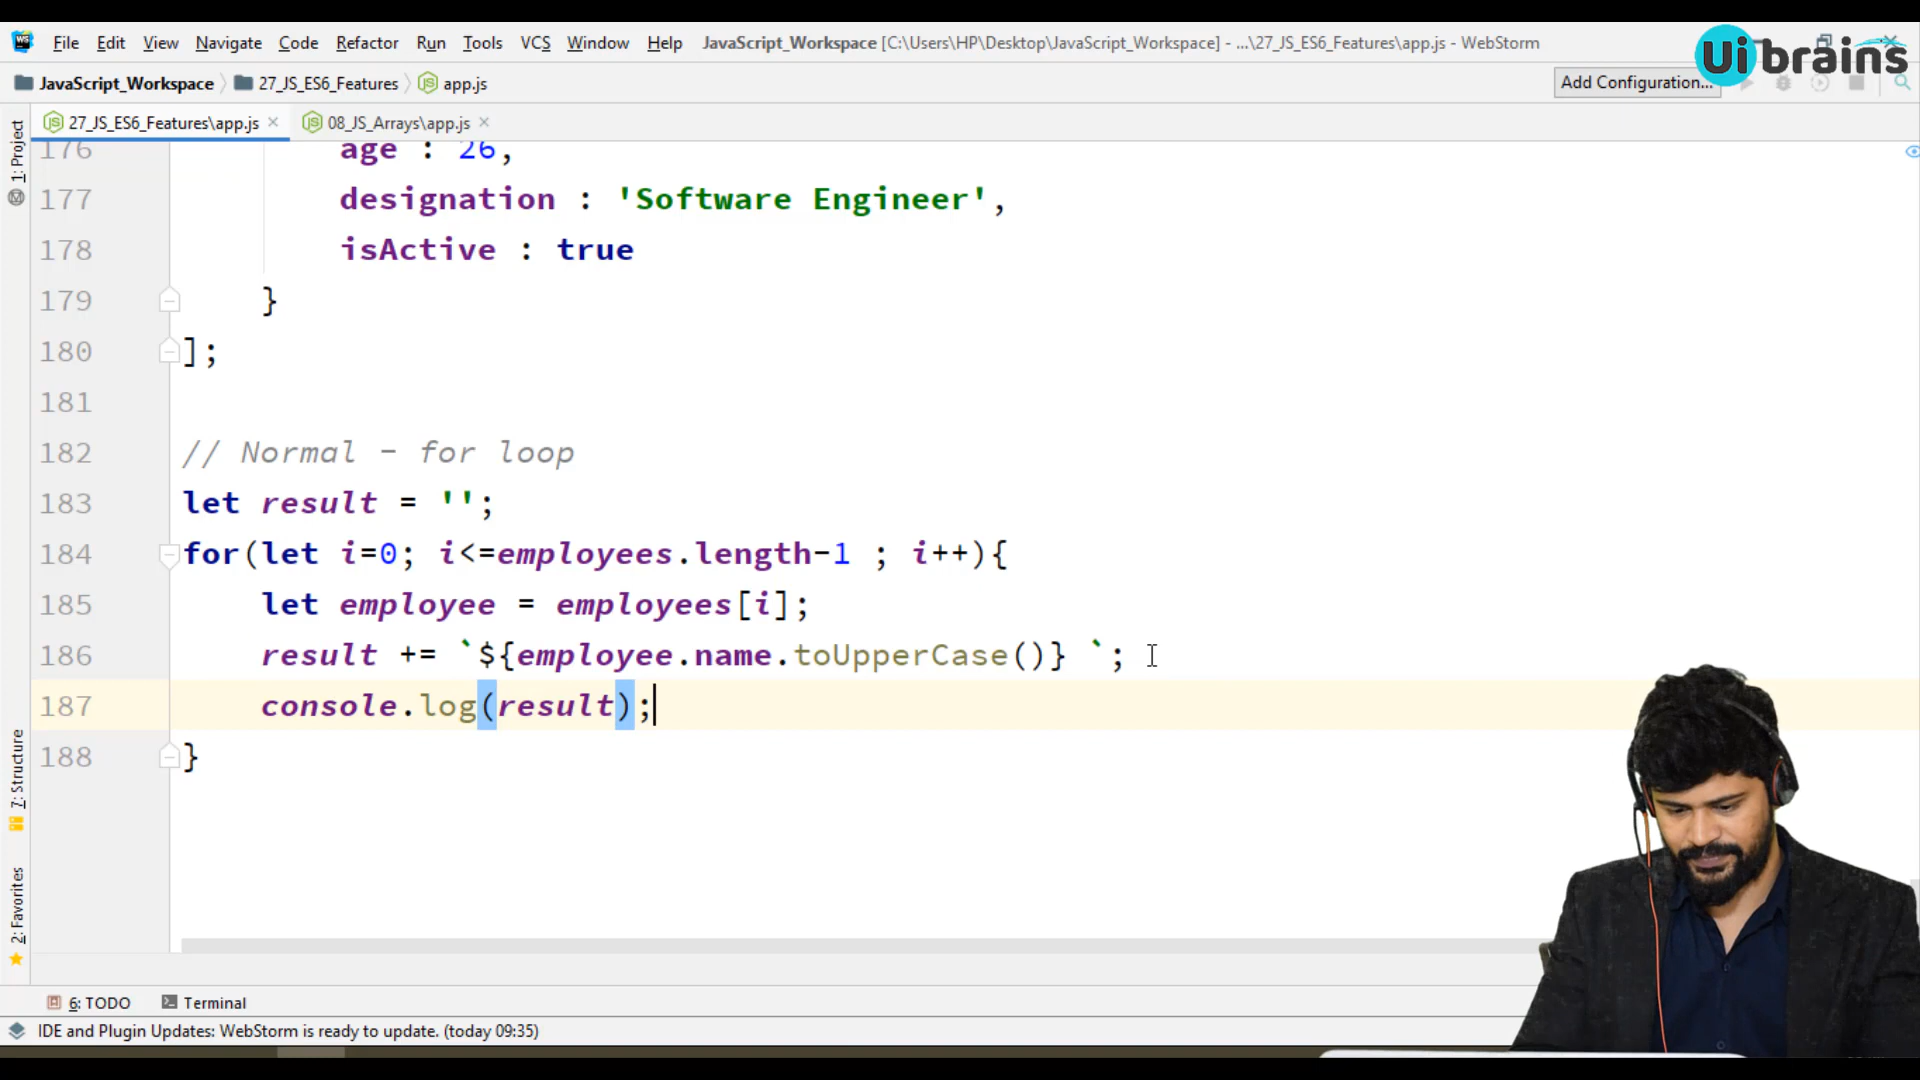 File Edit View Navigate Code Refactor Run Tools VCS Window Help JavaScript_Workspace [C:\Users\HP\Desktop\JavaScript_Workspace] - ...\27_JS_ES6_Features\app.js - WebStorm
Ui brains
JavaScript_Workspace 27_JS_ES6_Features app.js Add Configuration...
27_JS_ES6_Features\app.js 08_JS_Arrays\app.js
1: Project
7: Structure
2: Favorites
176 age : 26,
177 designation : 'Software Engineer',
178 isActive : true
179 }
180 ];
181
182 // Normal - for loop
183 let result = '';
184 for(let i=0; i<=employees.length-1 ; i++){
185 let employee = employees[i];
186 result += `${employee.name.toUpperCase()} `;
187 console.log(result);
188 }
6: TODO Terminal
IDE and Plugin Updates: WebStorm is ready to update. (today 09:35)